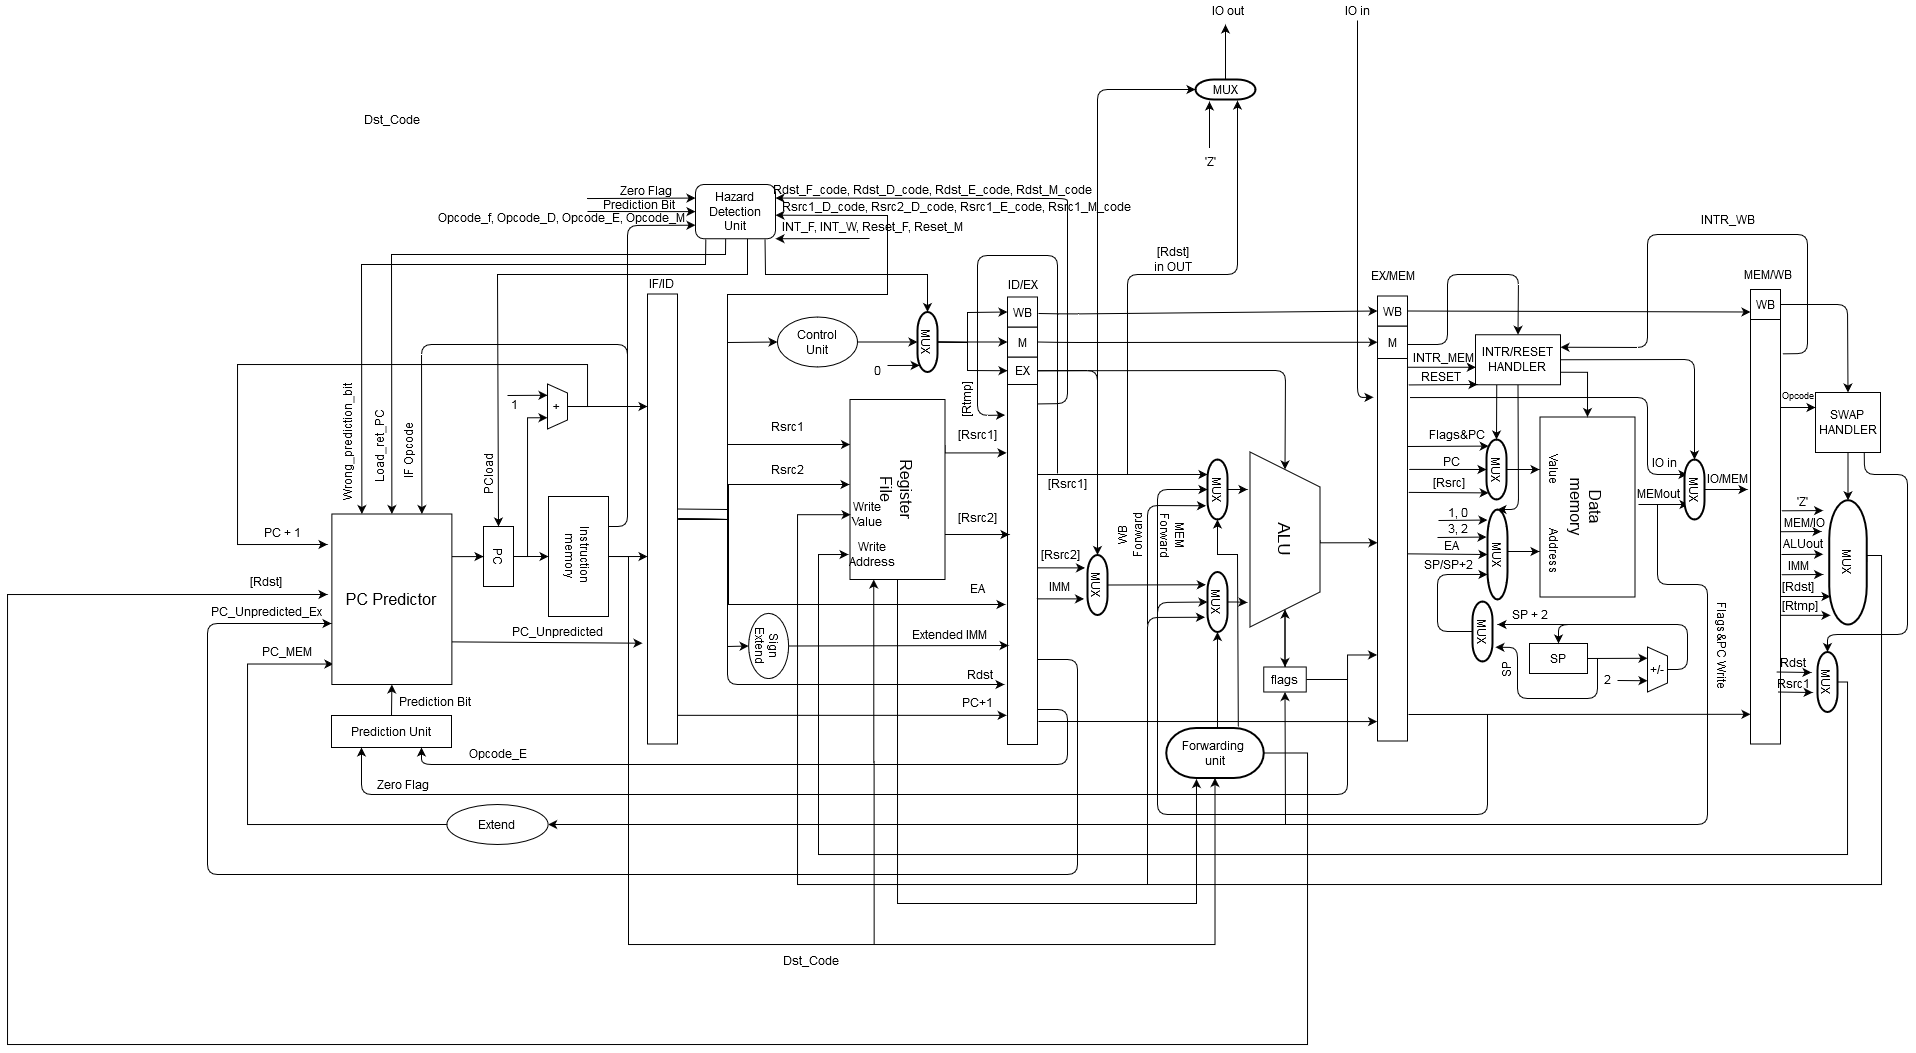 IO out
IO in
MUX
Dst_Code
'Z'
Zero Flag
Prediction Bit
Opcode_f, Opcode_D, Opcode_E, Opcode_M
Hazard
Detection
Unit
Rdst_F_code, Rdst_D_code, Rdst_E_code, Rdst_M_code
Rsrc1_D_code, Rsrc2_D_code, Rsrc1_E_code, Rsrc1_M_code
INT_F, INT_W, Reset_F, Reset_M
INTR_WB
[Rdst]
in OUT
IF/ID
ID/EX
EX/MEM
MEM/WB
WB
M
EX
WB
M
WB
Control
Unit
MUX
0
INTR_MEM
RESET
INTR/RESET
HANDLER
Opcode
SWAP
HANDLER
Wrong_prediction_bit
Load_ret_PC
IF Opcode
PCload
1
+
[Rtmp]
Rsrc1
Rsrc2
Register
File
Write
Value
Write
Address
[Rsrc1]
[Rsrc2]
[Rsrc1]
[Rsrc2]
IMM
MUX
WB
Forward
MEM
Forward
MUX
MUX
ALU
Flags&PC
PC
[Rsrc]
MUX
1, 0
3, 2
EA
SP/SP+2
MUX
Value
Address
Data
memory
IO in
MEMout
MUX
IO/MEM
'Z'
MEM/IO
ALUout
IMM
[Rdst]
[Rtmp]
MUX
PC + 1
[Rdst]
PC_Unpredicted_Ex
PC_MEM
PC Predictor
PC
Instruction
memory
PC_Unpredicted
EA
Sign
Extend
Extended IMM
Rdst
PC+1
flags
MUX
SP + 2
SP
SP
2
+/-
Flags&PC Write
Rdst
Rsrc1
MUX
Prediction Bit
Prediction Unit
Opcode_E
Zero Flag
Forwarding
unit
Extend
Dst_Code